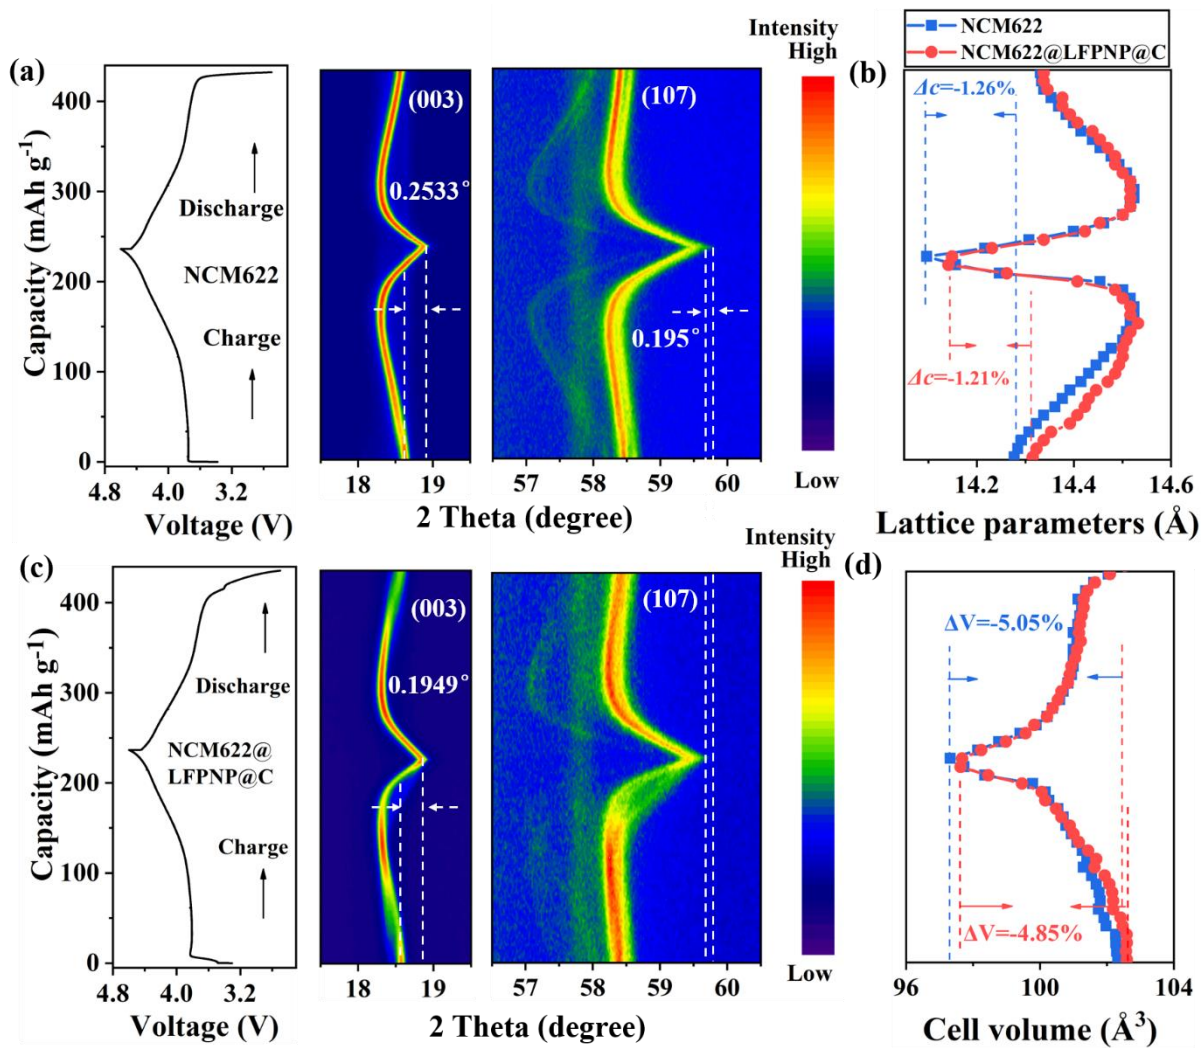 (a)
Capacity (mAh g⁻¹)
400
300
200
100
0
Discharge
NCM622
Charge
4.8 4.0 3.2
Voltage (V)
(003)
0.2533°
18 19
(107)
0.195°
57 58 59 60
2 Theta (degree)
Intensity
High
Low
(b)
NCM622
NCM622@LFPNP@C
Δc=-1.26%
Δc=-1.21%
14.2 14.4 14.6
Lattice parameters (Å)
(c)
Capacity (mAh g⁻¹)
400
300
200
100
0
Discharge
NCM622@
LFPNP@C
Charge
4.8 4.0 3.2
Voltage (V)
(003)
0.1949°
18 19
(107)
57 58 59 60
2 Theta (degree)
Intensity
High
Low
(d)
ΔV=-5.05%
ΔV=-4.85%
96 100 104
Cell volume (Å³)